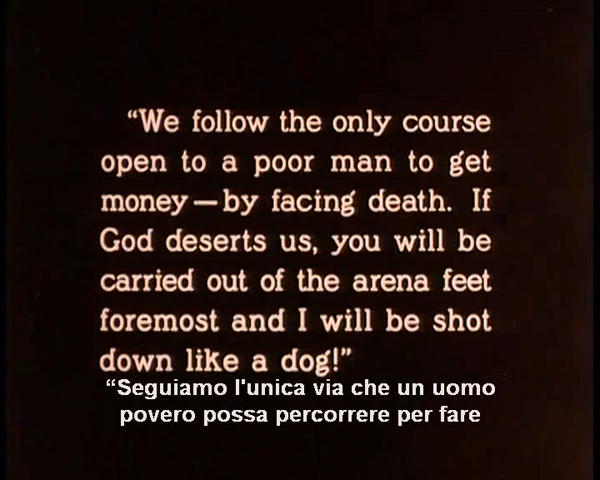 “We follow the only course
open to a poor man to get
money—by facing death. If
God deserts us, you will be
carried out of the arena feet
foremost and I will be shot
down like a dog!”
“Seguiamo l'unica via che un uomo
povero possa percorrere per fare